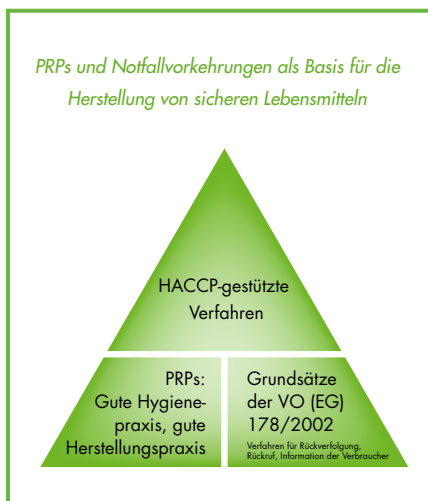 PRPs und Notfallvorkehrungen als Basis für die
Herstellung von sicheren Lebensmitteln
HACCP-gestützte
Verfahren
PRPs:
Gute Hygiene-
praxis, gute
Herstellungspraxis
Grundsätze
der VO (EG)
178/2002
Verfahren für Rückverfolgung,
Rückruf, Information der Verbraucher